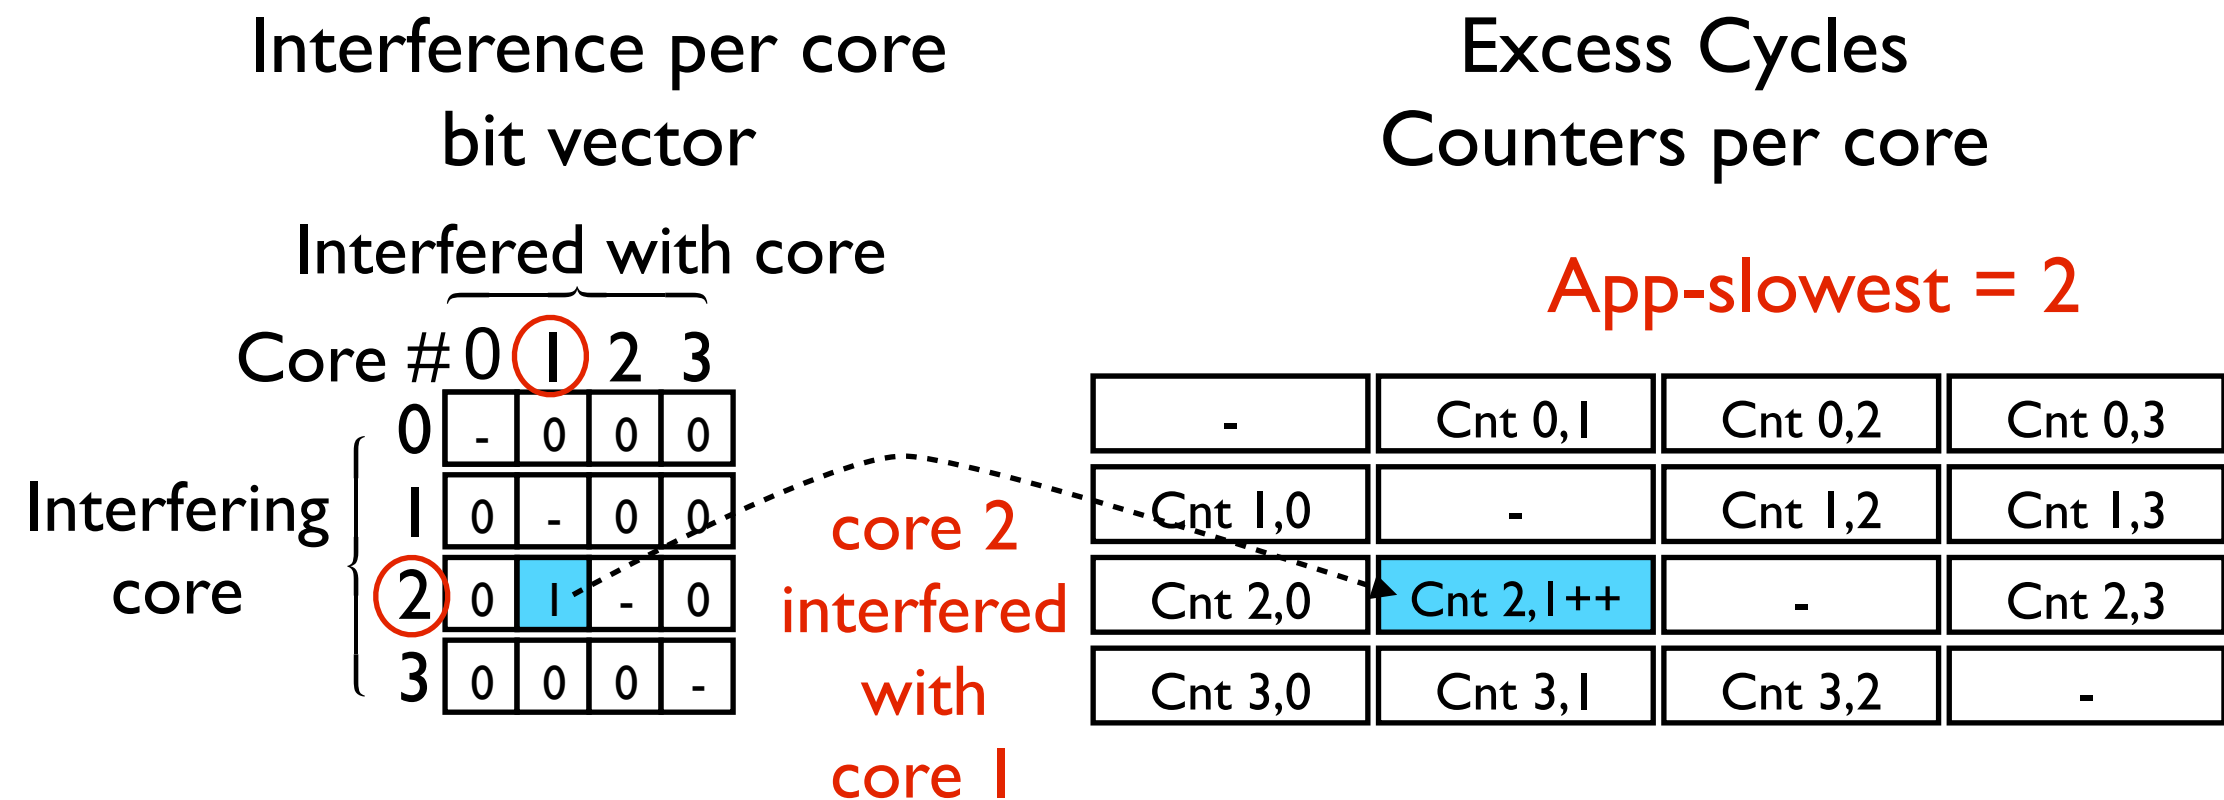 Interference per core
bit vector
Excess Cycles
Counters per core
Interfered with core
App-slowest = 2
Core # 0 1 2 3
0 - 0 0 0
1 0 - 0 0
2 0 1 - 0
3 0 0 0 -
Interfering
core
core 2
interfered
with
core 1
- Cnt 0,1 Cnt 0,2 Cnt 0,3
Cnt 1,0 - Cnt 1,2 Cnt 1,3
Cnt 2,0 Cnt 2,1++ - Cnt 2,3
Cnt 3,0 Cnt 3,1 Cnt 3,2 -